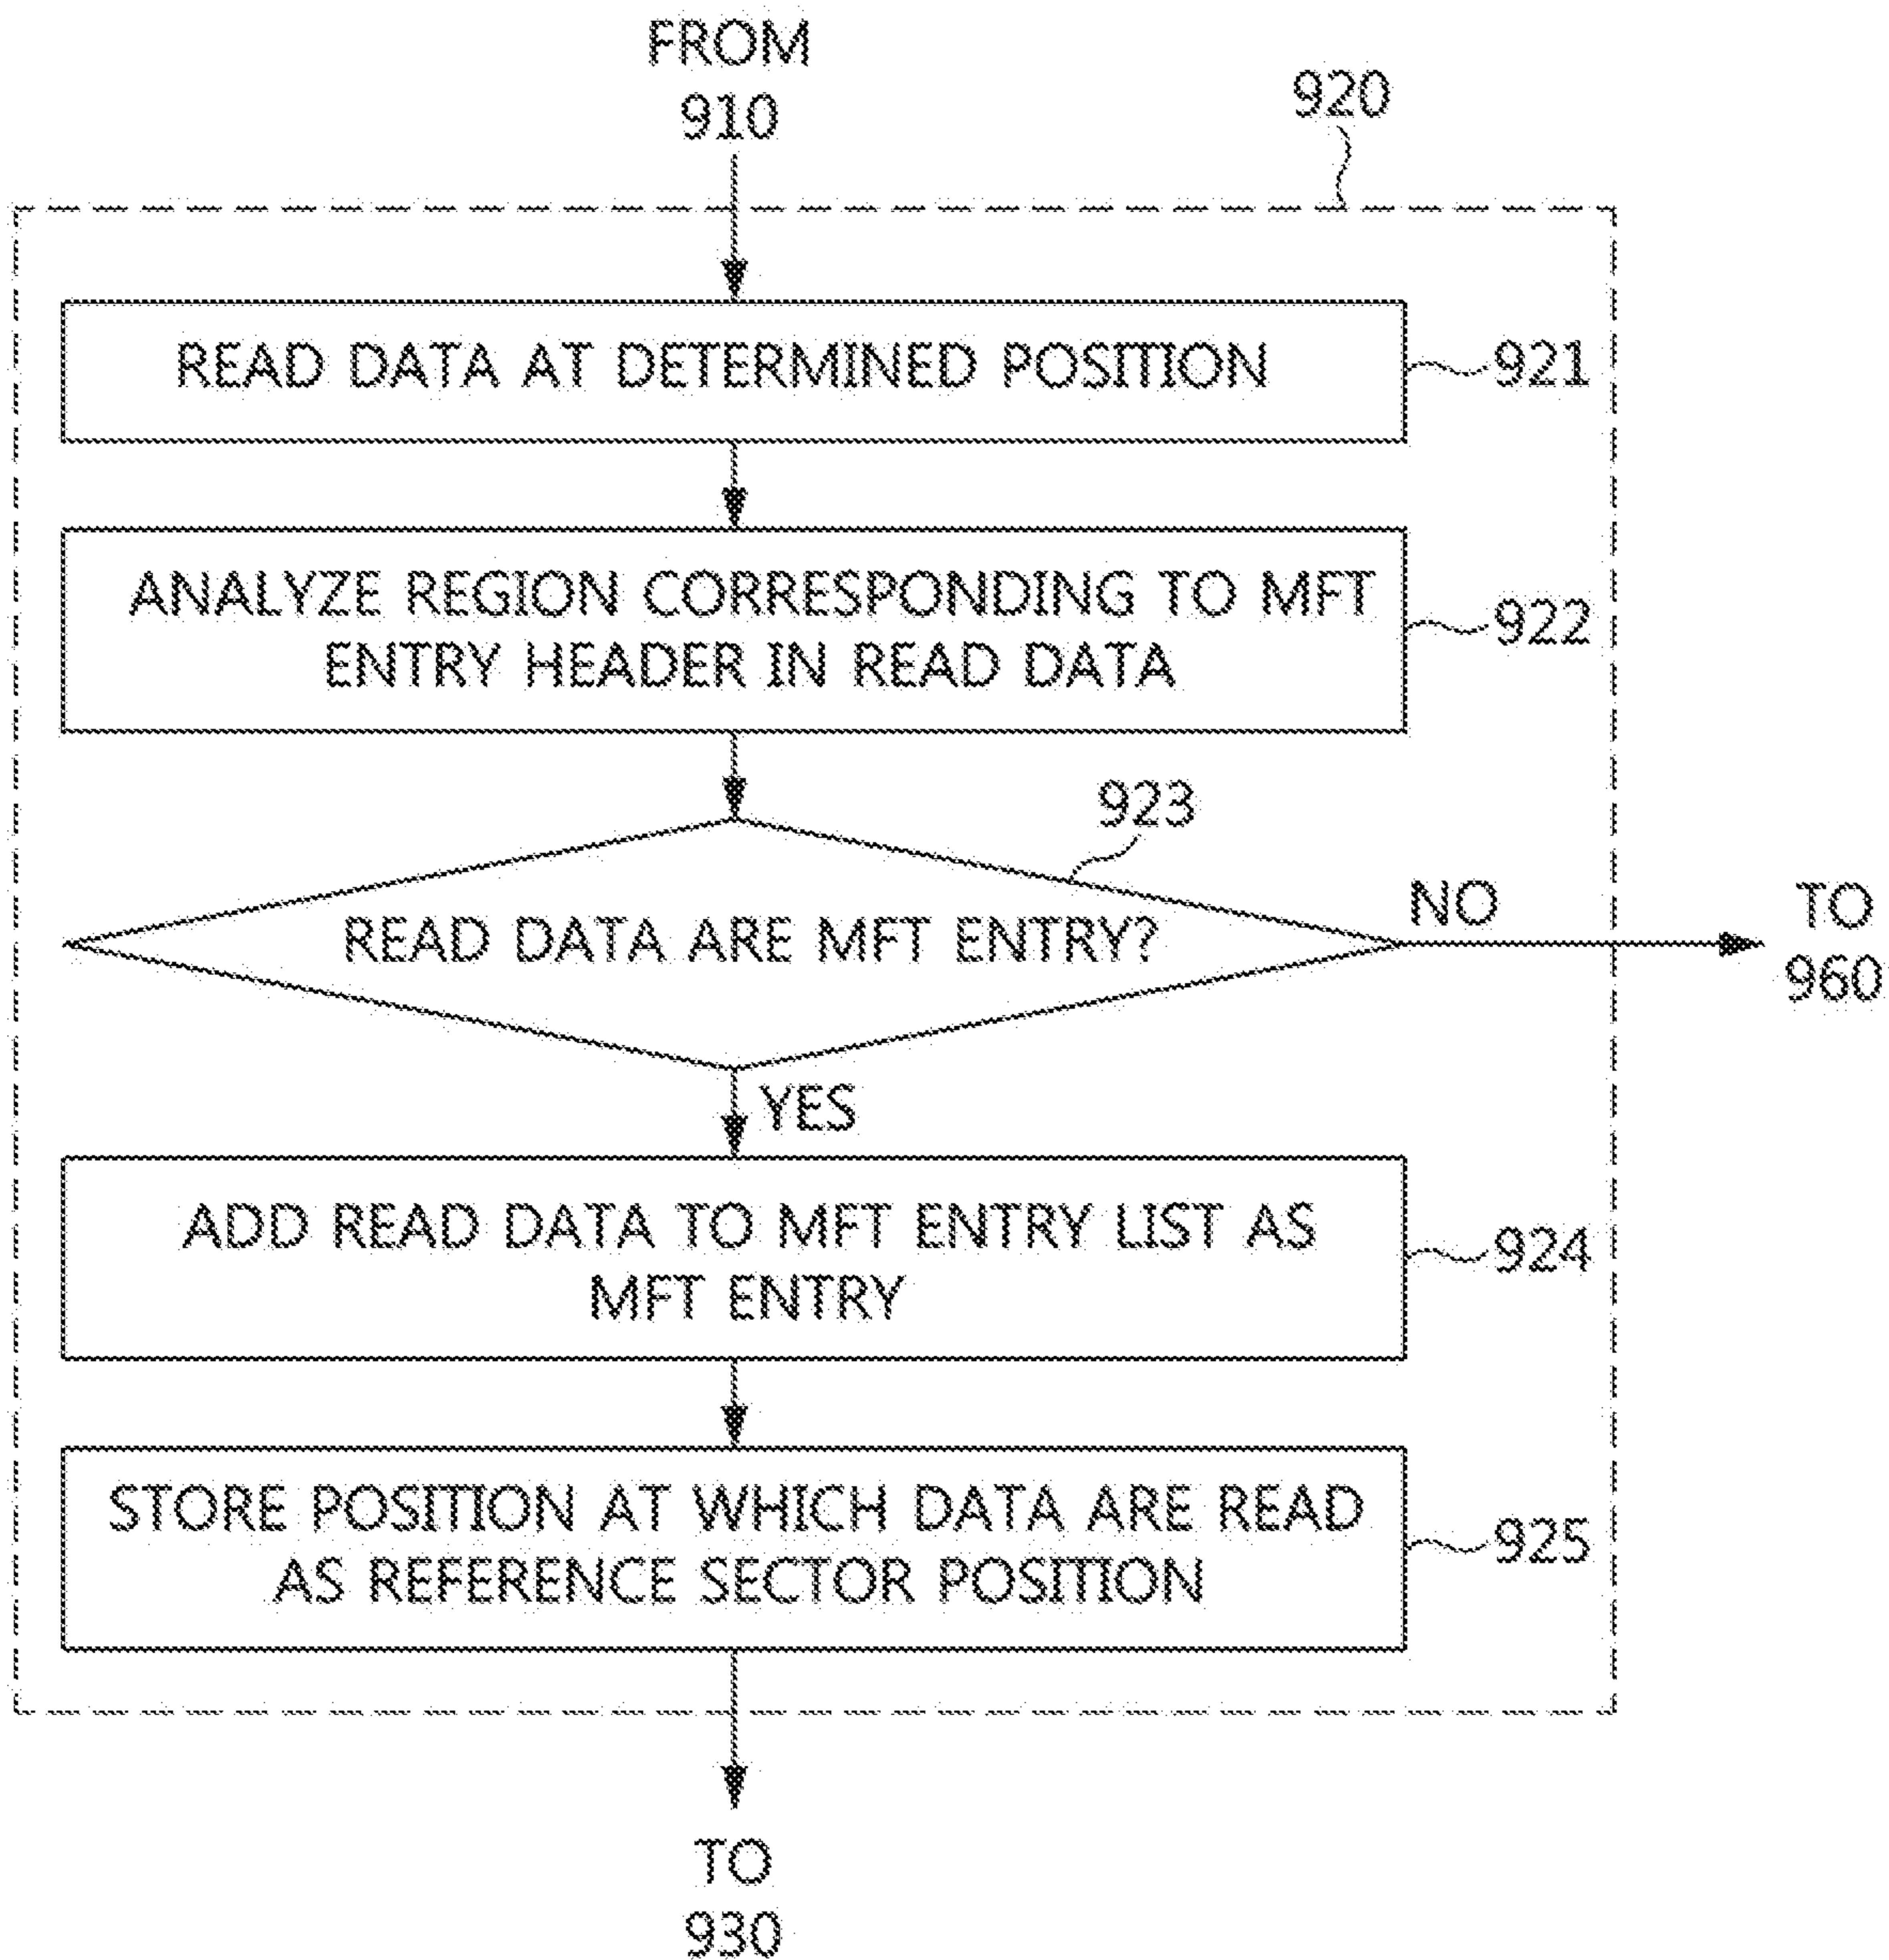 FROM
910
920
READ DATA AT DETERMINED POSITION
921
ANALYZE REGION CORRESPONDING TO MFT
ENTRY HEADER IN READ DATA
922
923
READ DATA ARE MFT ENTRY?
NO
TO
960
YES
ADD READ DATA TO MFT ENTRY LIST AS
MFT ENTRY
924
STORE POSITION AT WHICH DATA ARE READ
AS REFERENCE SECTOR POSITION
925
TO
930